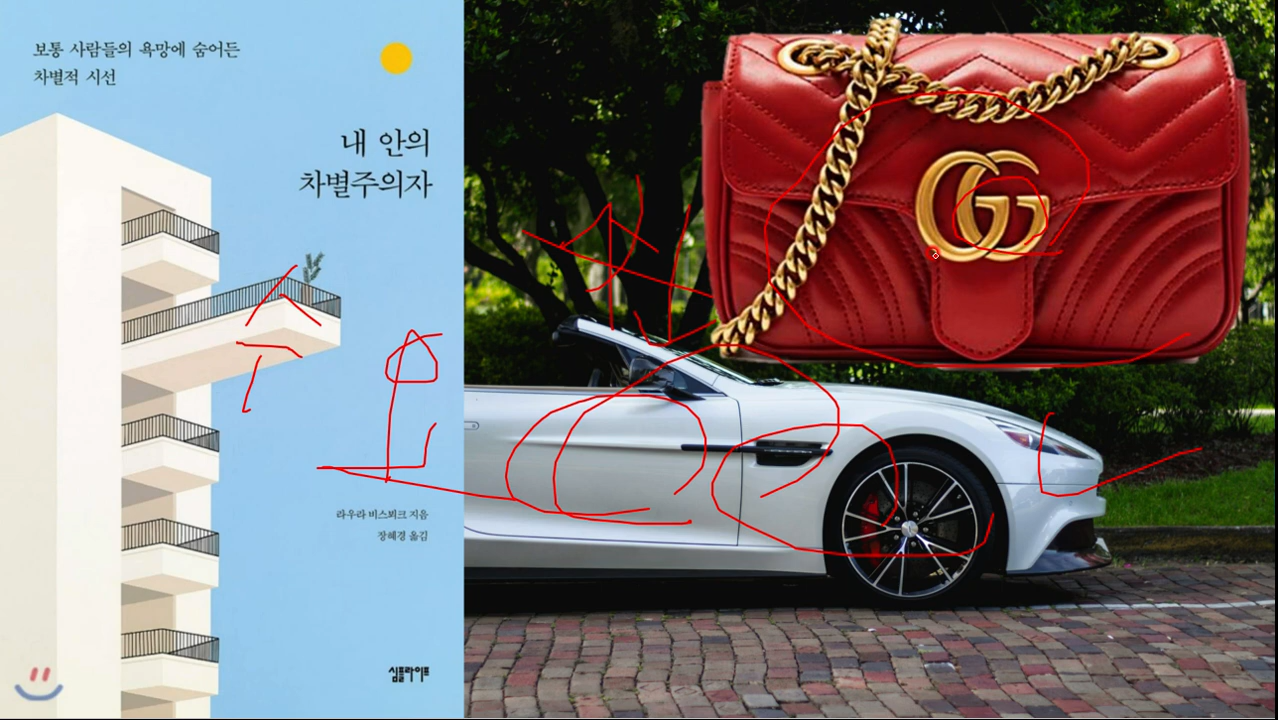 보통 사람들의 욕망에 숨어든
차별적 시선
내 안의
차별주의자
라우라 비스뵈크 지음
장혜경 옮김
심플라이프
GG